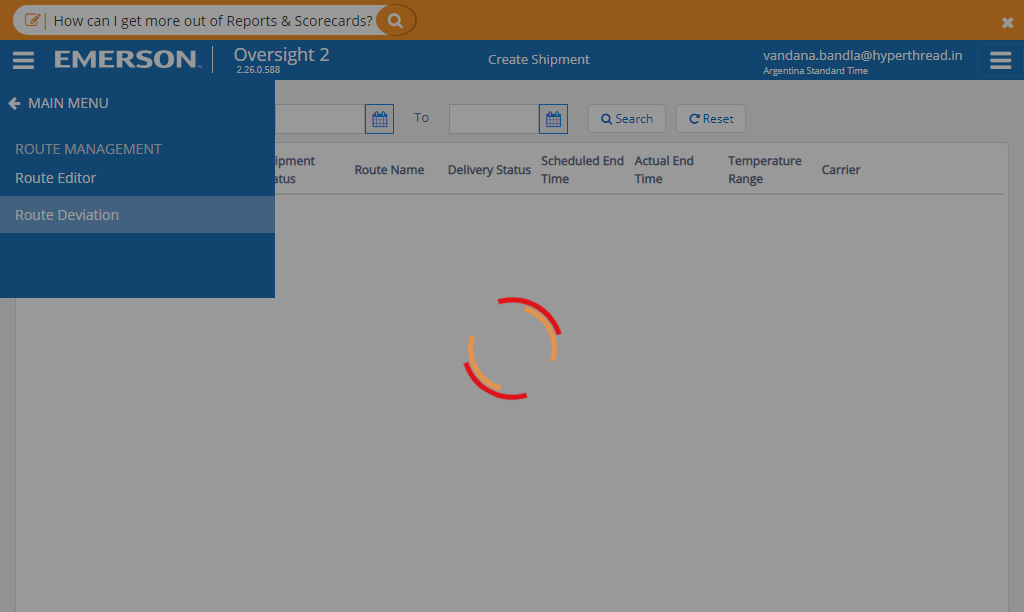 How can I get more out of Reports & Scorecards?
EMERSON
Oversight 2
2.26.0.588
Create Shipment
vandana.bandla@hyperthread.in
Argentina Standard Time
MAIN MENU
To
Search
Reset
ROUTE MANAGEMENT
Route Editor
Route Deviation
ipment
atus
Route Name
Delivery Status
Scheduled End
Time
Actual End
Time
Temperature
Range
Carrier